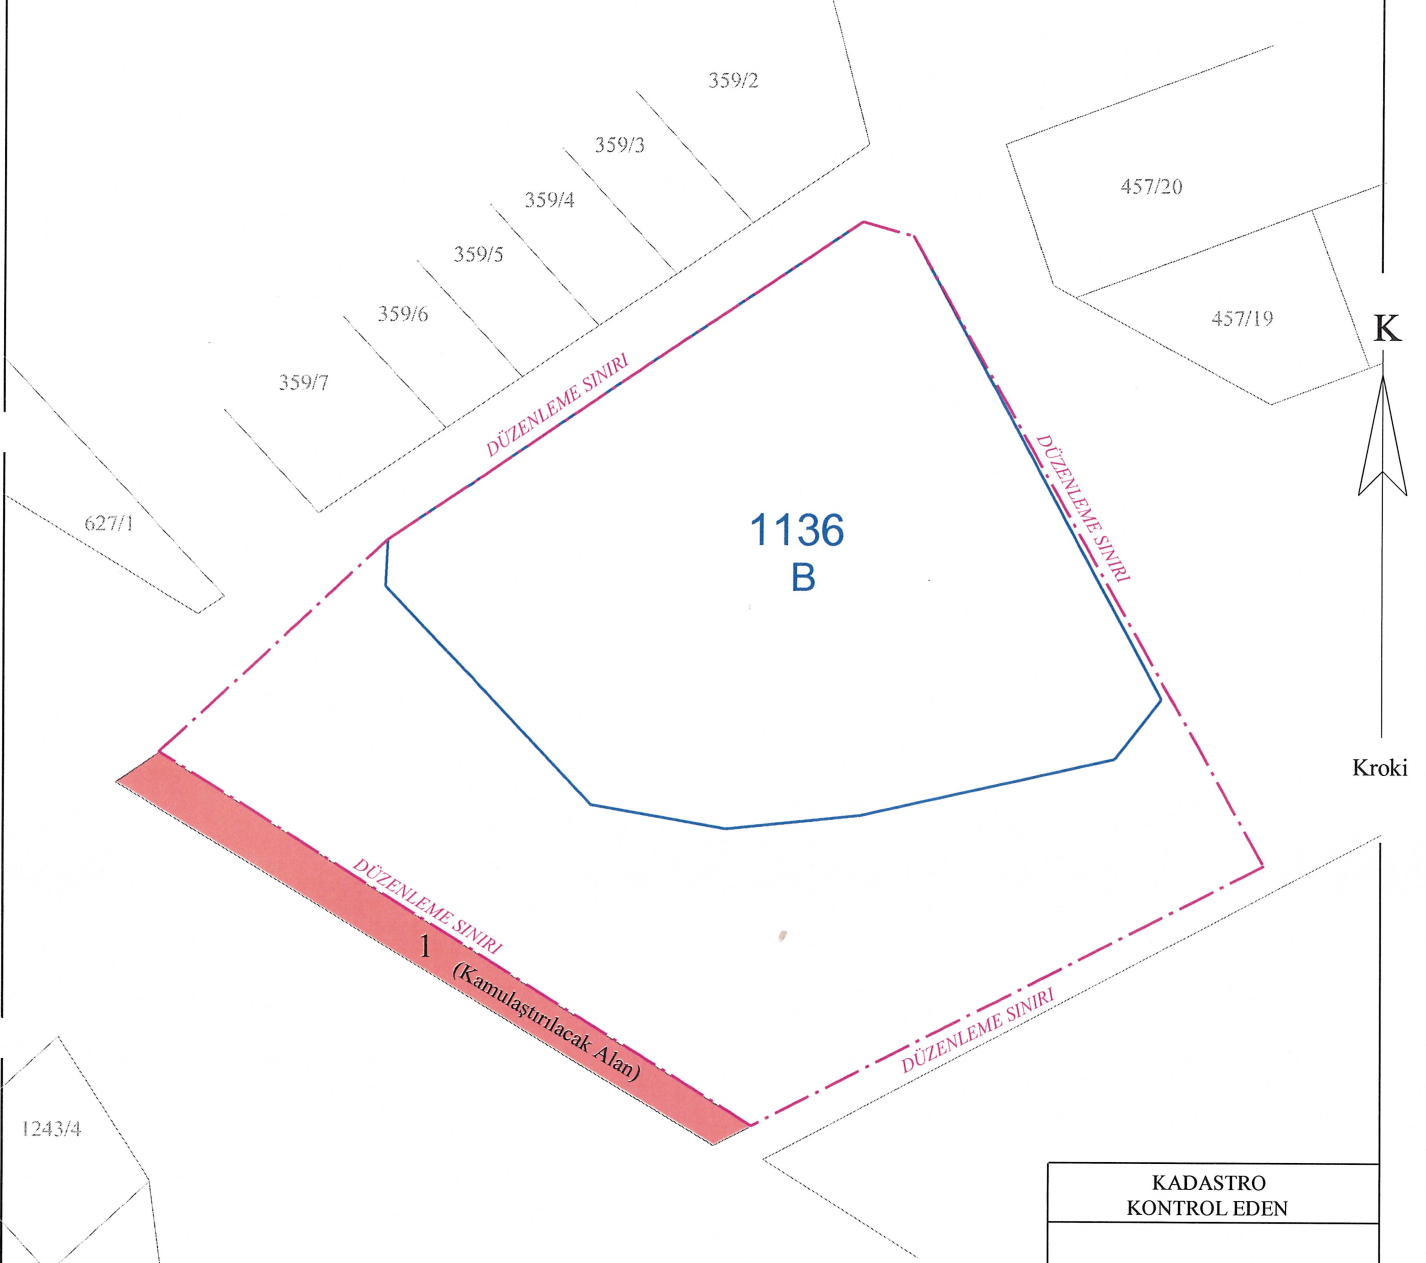 359/2
359/3
359/4
359/5
359/6
359/7
457/20
457/19
K
627/1
DÜZENLEME SINIRI
DÜZENLEME SINIRI
1136
B
Kroki
DÜZENLEME SINIRI
1
(Kamulaştırılacak Alan)
DÜZENLEME SINIRI
1243/4
KADASTRO
KONTROL EDEN